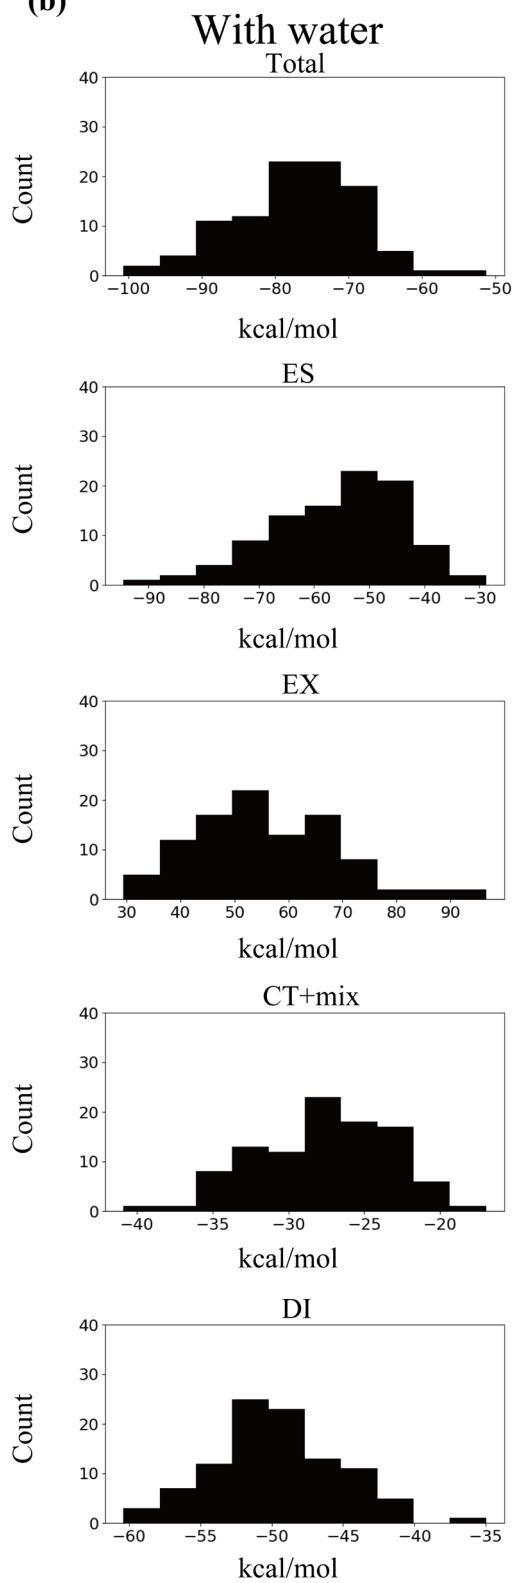 (b)
With water
Total
40
30
20
10
0
Count
−100 −90 −80 −70 −60 −50
kcal/mol
ES
40
30
20
10
0
Count
−90 −80 −70 −60 −50 −40 −30
kcal/mol
EX
40
30
20
10
0
Count
30 40 50 60 70 80 90
kcal/mol
CT+mix
40
30
20
10
0
Count
−40 −35 −30 −25 −20
kcal/mol
DI
40
30
20
10
0
Count
−60 −55 −50 −45 −40 −35
kcal/mol